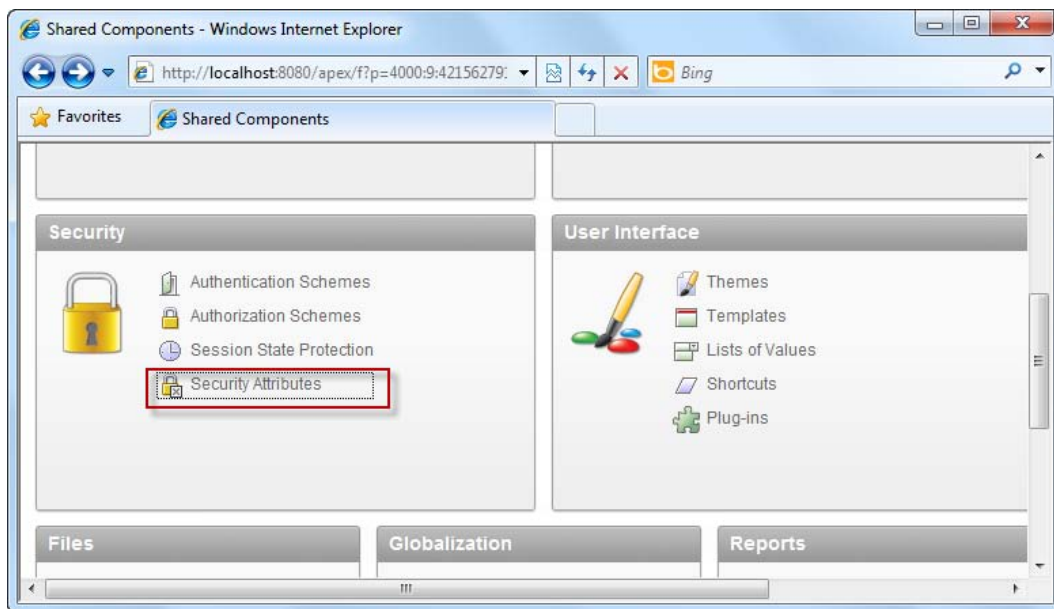 Shared Components - Windows Internet Explorer
http://localhost:8080/apex/f?p=4000:9:42156279:
Bing
Favorites
Shared Components
Security
Authentication Schemes
Authorization Schemes
Session State Protection
Security Attributes
User Interface
Themes
Templates
Lists of Values
Shortcuts
Plug-ins
Files
Globalization
Reports